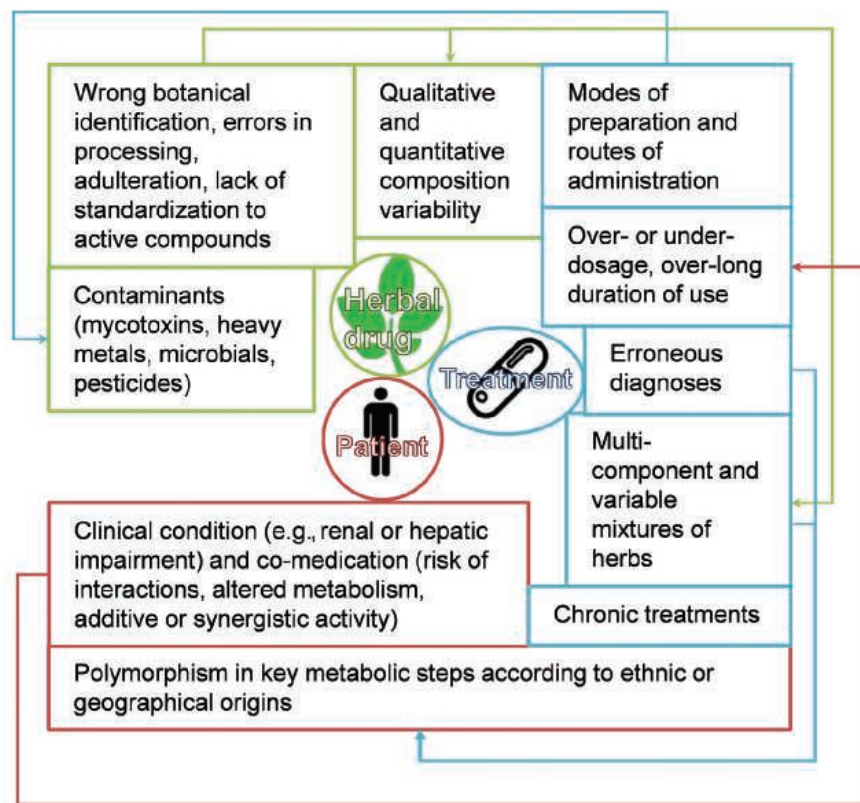 Wrong botanical
identification, errors in
processing,
adulteration, lack of
standardization to
active compounds
Qualitative
and
quantitative
composition
variability
Modes of
preparation and
routes of
administration
Over- or under-
dosage, over-long
duration of use
Contaminants
(mycotoxins, heavy
metals, microbials,
pesticides)
Herbal
drug
Treatment
Patient
Erroneous
diagnoses
Multi-
component and
variable
mixtures of
herbs
Clinical condition (e.g., renal or hepatic
impairment) and co-medication (risk of
interactions, altered metabolism,
additive or synergistic activity)
Chronic treatments
Polymorphism in key metabolic steps according to ethnic or
geographical origins